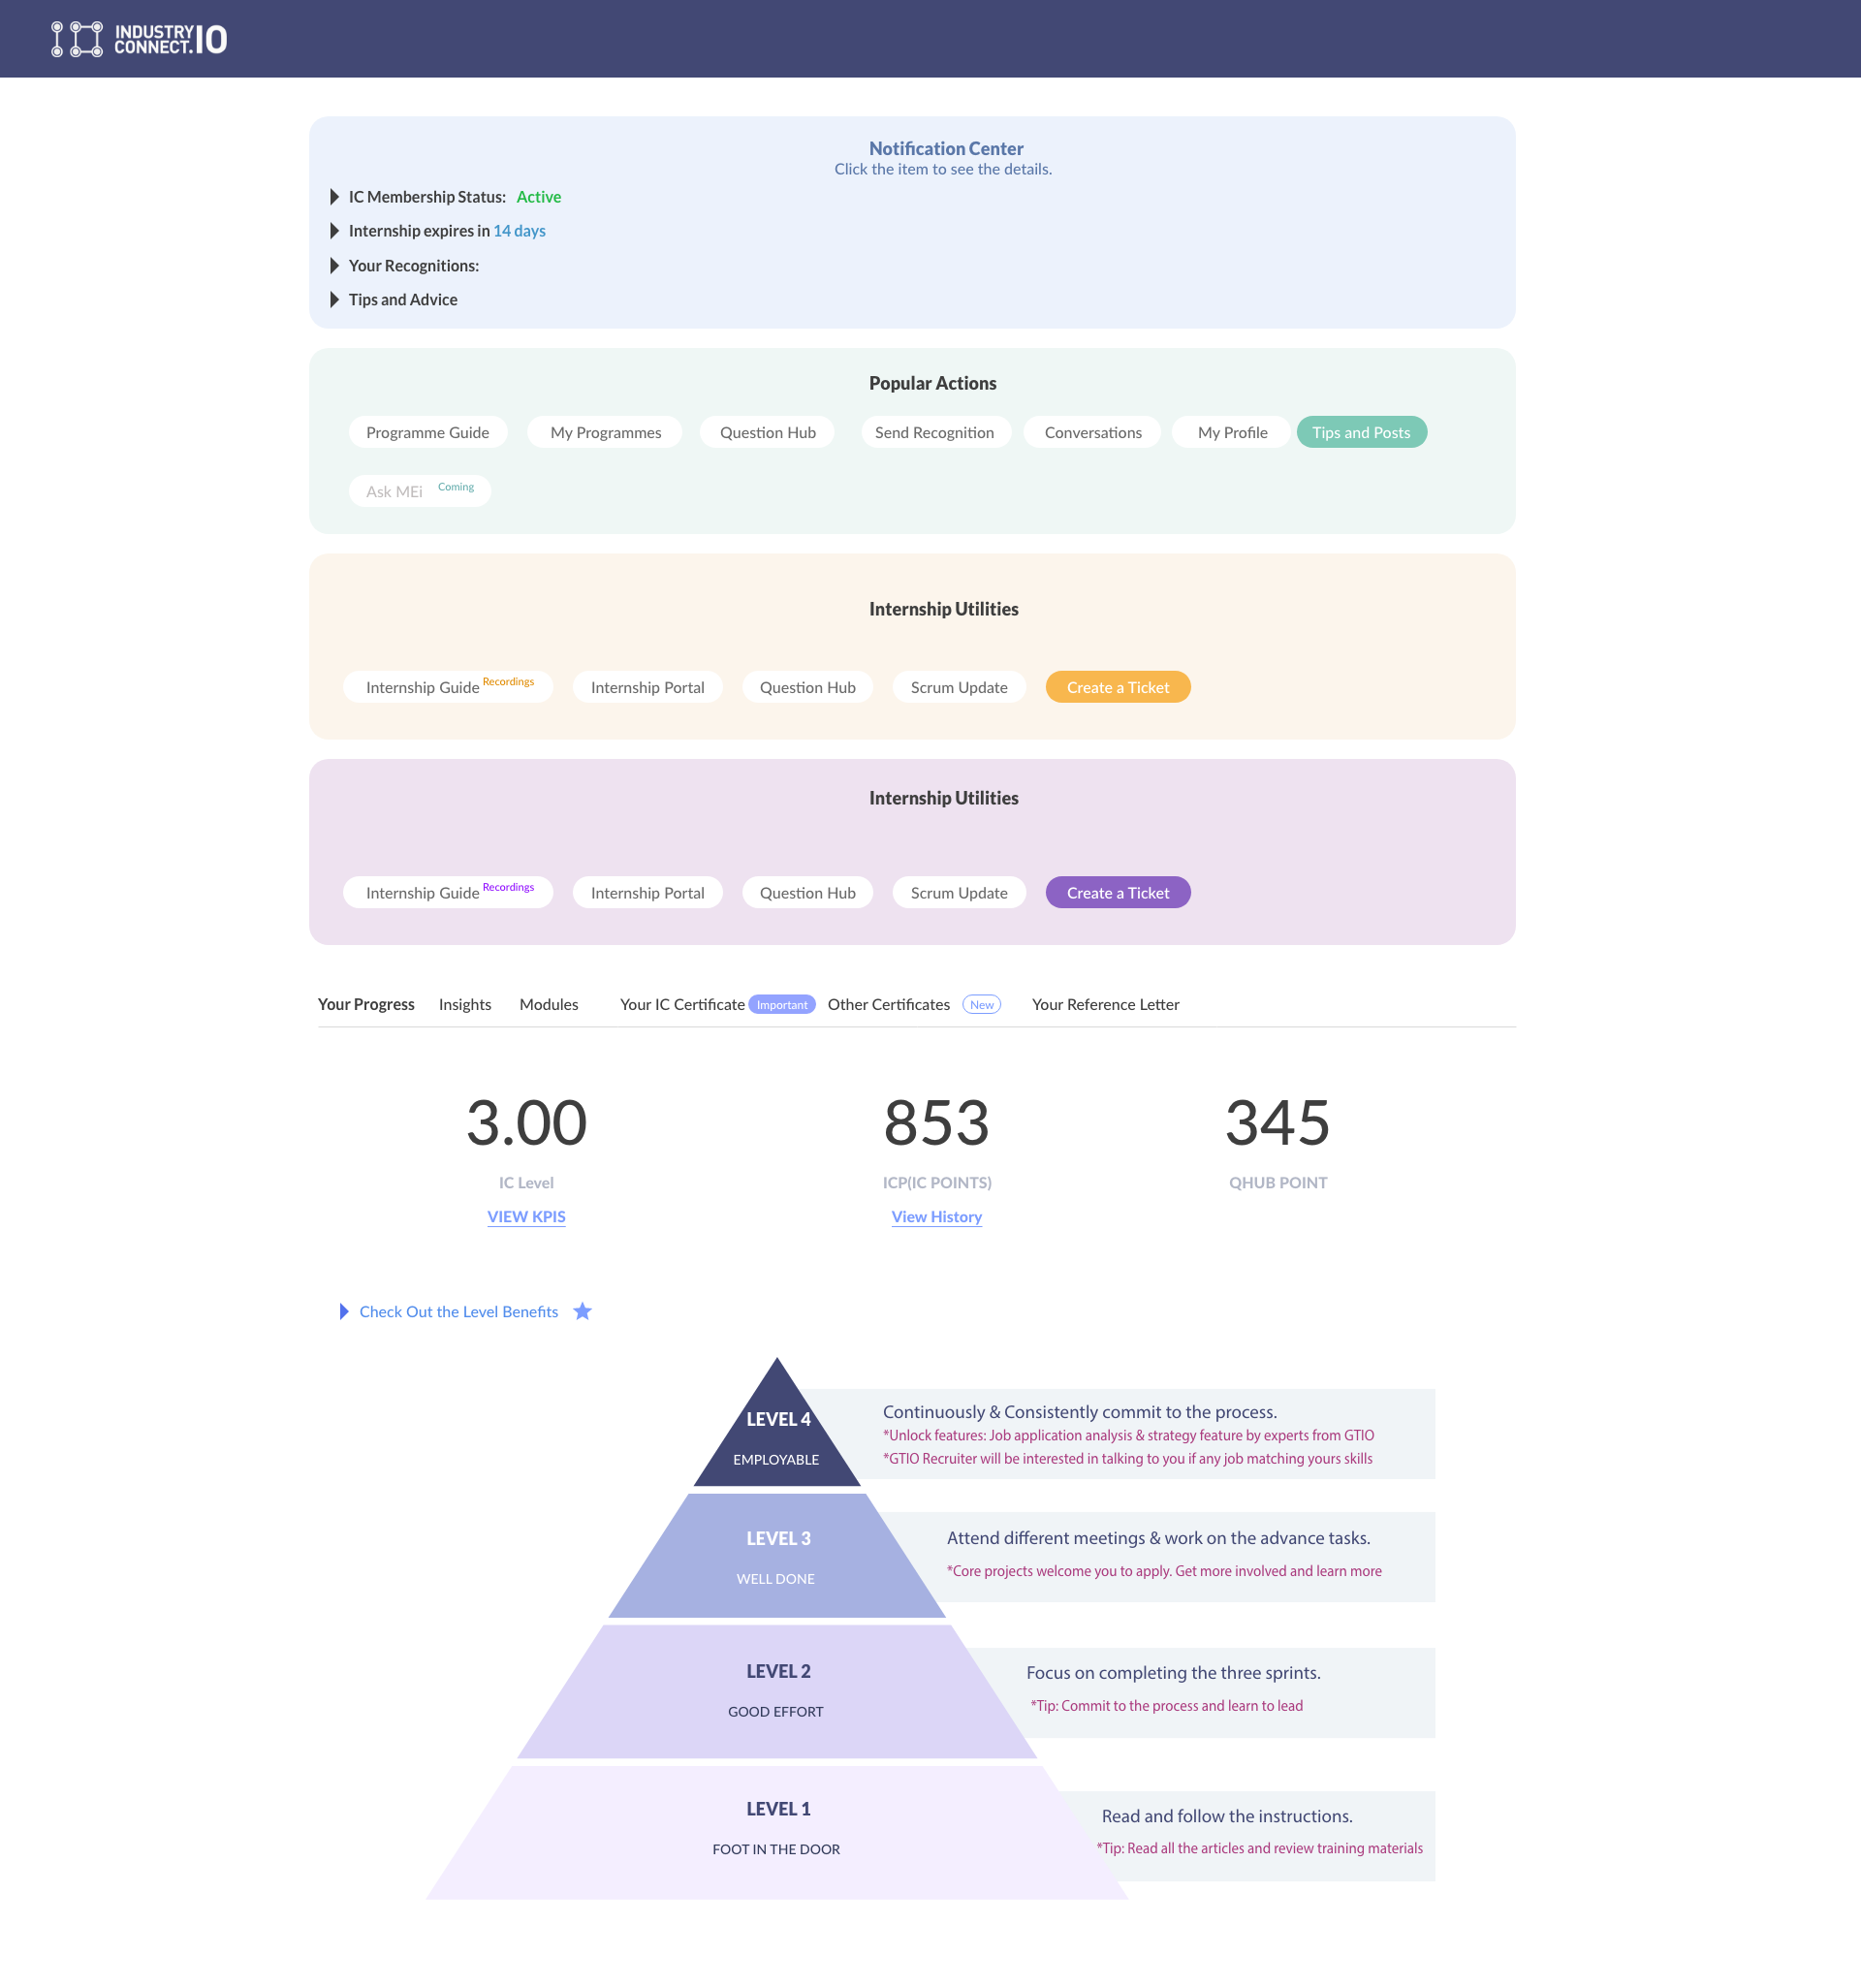 INDUSTRY
CONNECT.IO
Notification Center
Click the item to see the details.
IC Membership Status: Active
Internship expires in 14 days
Your Recognitions:
Tips and Advice
Popular Actions
Programme Guide My Programmes Question Hub Send Recognition Conversations My Profile Tips and Posts
Ask MEi Coming
Internship Utilities
Internship Guide Recordings Internship Portal Question Hub Scrum Update Create a Ticket
Internship Utilities
Internship Guide Recordings Internship Portal Question Hub Scrum Update Create a Ticket
Your Progress Insights Modules Your IC Certificate Important Other Certificates New Your Reference Letter
3.00 853 345
IC Level ICP(IC POINTS) QHUB POINT
VIEW KPIS View History
Check Out the Level Benefits
LEVEL 4
EMPLOYABLE
Continuously & Consistently commit to the process.
*Unlock features: Job application analysis & strategy feature by experts from GTIO
*GTIO Recruiter will be interested in talking to you if any job matching yours skills
LEVEL 3
WELL DONE
Attend different meetings & work on the advance tasks.
*Core projects welcome you to apply. Get more involved and learn more
LEVEL 2
GOOD EFFORT
Focus on completing the three sprints.
*Tip: Commit to the process and learn to lead
LEVEL 1
FOOT IN THE DOOR
Read and follow the instructions.
*Tip: Read all the articles and review training materials